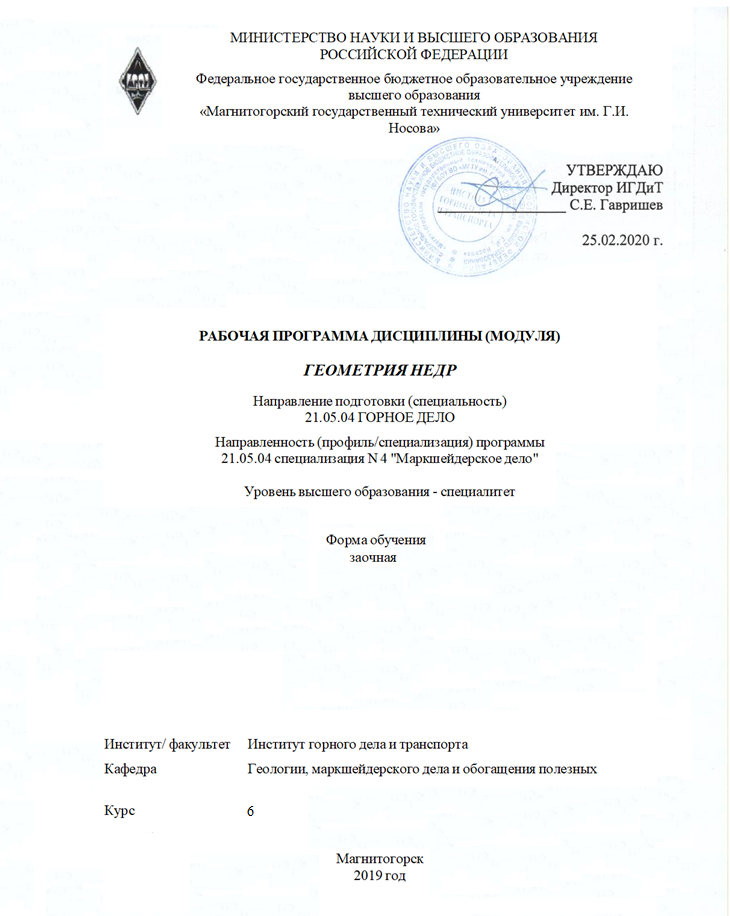 МИНИСТЕРСТВО НАУКИ И ВЫСШЕГО ОБРАЗОВАНИЯ
РОССИЙСКОЙ ФЕДЕРАЦИИ
Федеральное государственное бюджетное образовательное учреждение
высшего образования
«Магнитогорский государственный технический университет им. Г.И.
Носова»
УТВЕРЖДАЮ
Директор ИГДиТ
С.Е. Гавришев
25.02.2020 г.
РАБОЧАЯ ПРОГРАММА ДИСЦИПЛИНЫ (МОДУЛЯ)
ГЕОМЕТРИЯ НЕДР
Направление подготовки (специальность)
21.05.04 ГОРНОЕ ДЕЛО
Направленность (профиль/специализация) программы
21.05.04 специализация N 4 "Маркшейдерское дело"
Уровень высшего образования - специалитет
Форма обучения
заочная
Институт/ факультет Институт горного дела и транспорта
Кафедра Геологии, маркшейдерского дела и обогащения полезных
Курс 6
Магнитогорск
2019 год